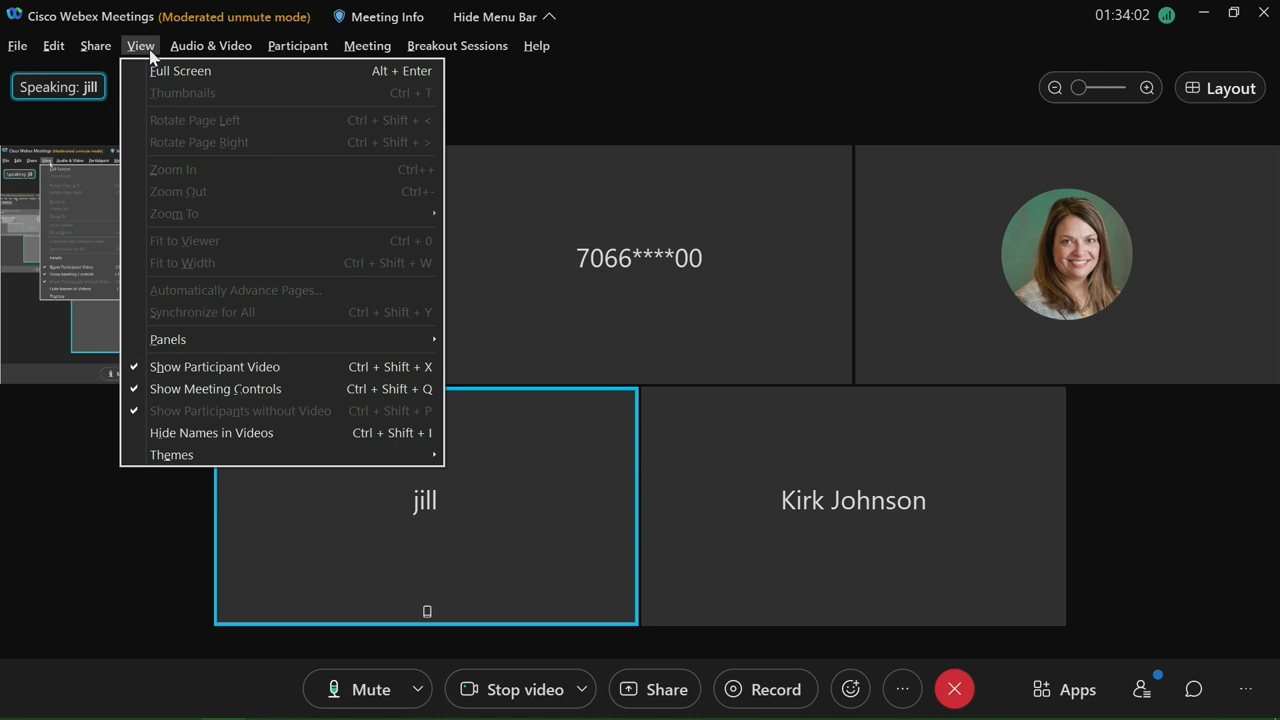 Cisco Webex Meetings (Moderated unmute mode) Meeting Info Hide Menu Bar 01:34:02
File Edit Share View Audio & Video Participant Meeting Breakout Sessions Help
Speaking: jill
Layout
Full Screen Alt + Enter
Thumbnails Ctrl + T
Rotate Page Left Ctrl + Shift + <
Rotate Page Right Ctrl + Shift + >
Zoom In Ctrl++
Zoom Out Ctrl+-
Zoom To
Fit to Viewer Ctrl + 0
Fit to Width Ctrl + Shift + W
Automatically Advance Pages...
Synchronize for All Ctrl + Shift + Y
Panels
Show Participant Video Ctrl + Shift + X
Show Meeting Controls Ctrl + Shift + Q
Show Participants without Video Ctrl + Shift + P
Hide Names in Videos Ctrl + Shift + I
Themes
7066****00
jill
Kirk Johnson
Mute Stop video Share Record Apps